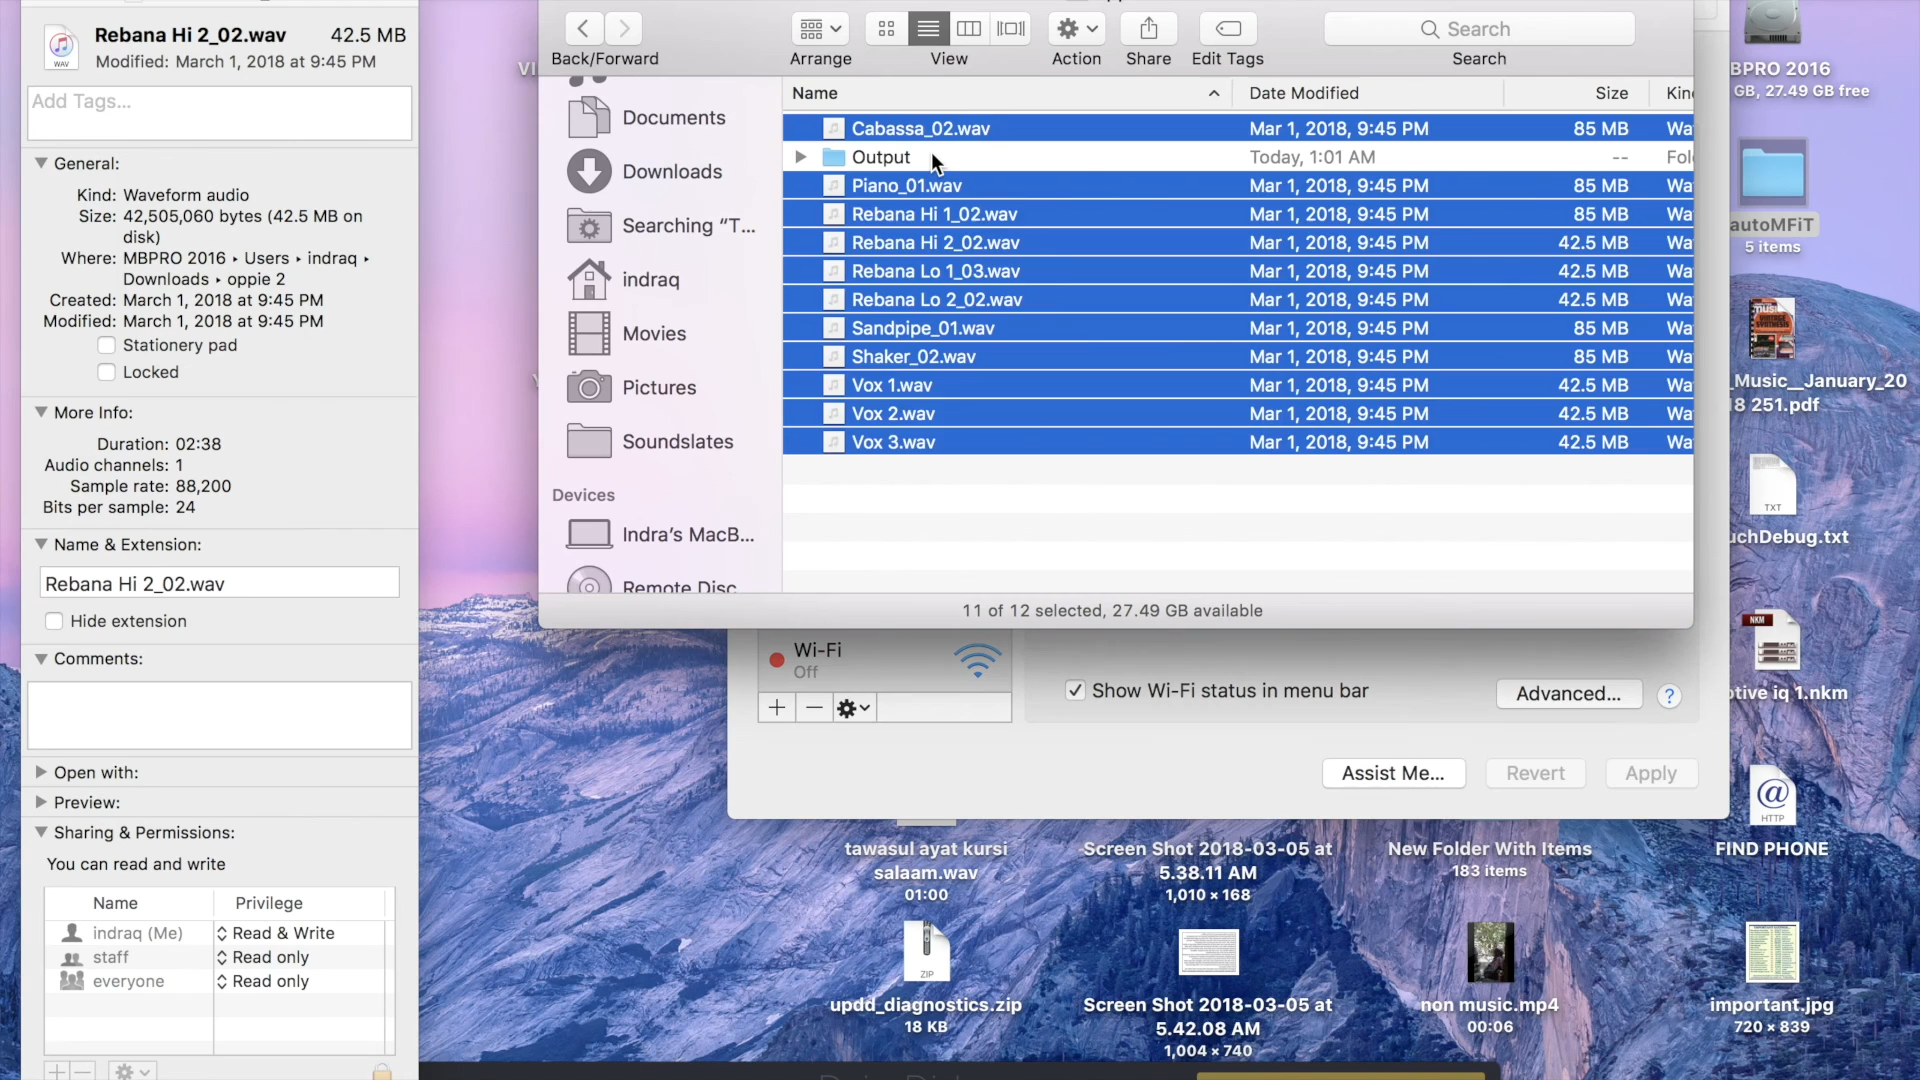 Rebana Hi 2_02.wav 42.5 MB
Modified: March 1, 2018 at 9:45 PM
WAV
Add Tags...
General:
Kind: Waveform audio
Size: 42,505,060 bytes (42.5 MB on
disk)
Where: MBPRO 2016 ‣ Users ‣ indraq ‣
Downloads ‣ oppie 2
Created: March 1, 2018 at 9:45 PM
Modified: March 1, 2018 at 9:45 PM
Stationery pad
Locked
More Info:
Duration: 02:38
Audio channels: 1
Sample rate: 88,200
Bits per sample: 24
Name & Extension:
Rebana Hi 2_02.wav
Hide extension
Comments:
Open with:
Preview:
Sharing & Permissions:
You can read and write
Name Privilege
indraq (Me) Read & Write
staff Read only
everyone Read only
Back/Forward Arrange View Action Share Edit Tags
Search
Search
Documents
Downloads
Searching “T...
indraq
Movies
Pictures
Soundslates
Devices
Indra’s MacB...
Remote Disc
Name Date Modified Size Kin
Cabassa_02.wav Mar 1, 2018, 9:45 PM 85 MB Wa
Output Today, 1:01 AM -- Fol
Piano_01.wav Mar 1, 2018, 9:45 PM 85 MB Wa
Rebana Hi 1_02.wav Mar 1, 2018, 9:45 PM 85 MB Wa
Rebana Hi 2_02.wav Mar 1, 2018, 9:45 PM 42.5 MB Wa
Rebana Lo 1_03.wav Mar 1, 2018, 9:45 PM 42.5 MB Wa
Rebana Lo 2_02.wav Mar 1, 2018, 9:45 PM 42.5 MB Wa
Sandpipe_01.wav Mar 1, 2018, 9:45 PM 85 MB Wa
Shaker_02.wav Mar 1, 2018, 9:45 PM 85 MB Wa
Vox 1.wav Mar 1, 2018, 9:45 PM 42.5 MB Wa
Vox 2.wav Mar 1, 2018, 9:45 PM 42.5 MB Wa
Vox 3.wav Mar 1, 2018, 9:45 PM 42.5 MB Wa
11 of 12 selected, 27.49 GB available
Wi-Fi
Off
Show Wi-Fi status in menu bar
Advanced... ?
Assist Me... Revert Apply
BPRO 2016
GB, 27.49 GB free
autoMFiT
5 items
_Music__January_20
18 251.pdf
TXT
uchDebug.txt
NKM
ptive iq 1.nkm
HTTP
FIND PHONE
tawasul ayat kursi
salaam.wav
01:00
Screen Shot 2018-03-05 at
5.38.11 AM
1,010 × 168
New Folder With Items
183 items
ZIP
updd_diagnostics.zip
18 KB
Screen Shot 2018-03-05 at
5.42.08 AM
1,004 × 740
non music.mp4
00:06
important.jpg
720 × 839